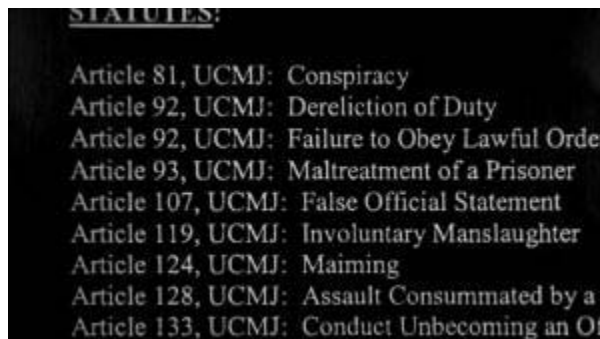 STATUTES:
Article 81, UCMJ: Conspiracy
Article 92, UCMJ: Dereliction of Duty
Article 92, UCMJ: Failure to Obey Lawful Orde
Article 93, UCMJ: Maltreatment of a Prisoner
Article 107, UCMJ: False Official Statement
Article 119, UCMJ: Involuntary Manslaughter
Article 124, UCMJ: Maiming
Article 128, UCMJ: Assault Consummated by a
Article 133, UCMJ: Conduct Unbecoming an Of